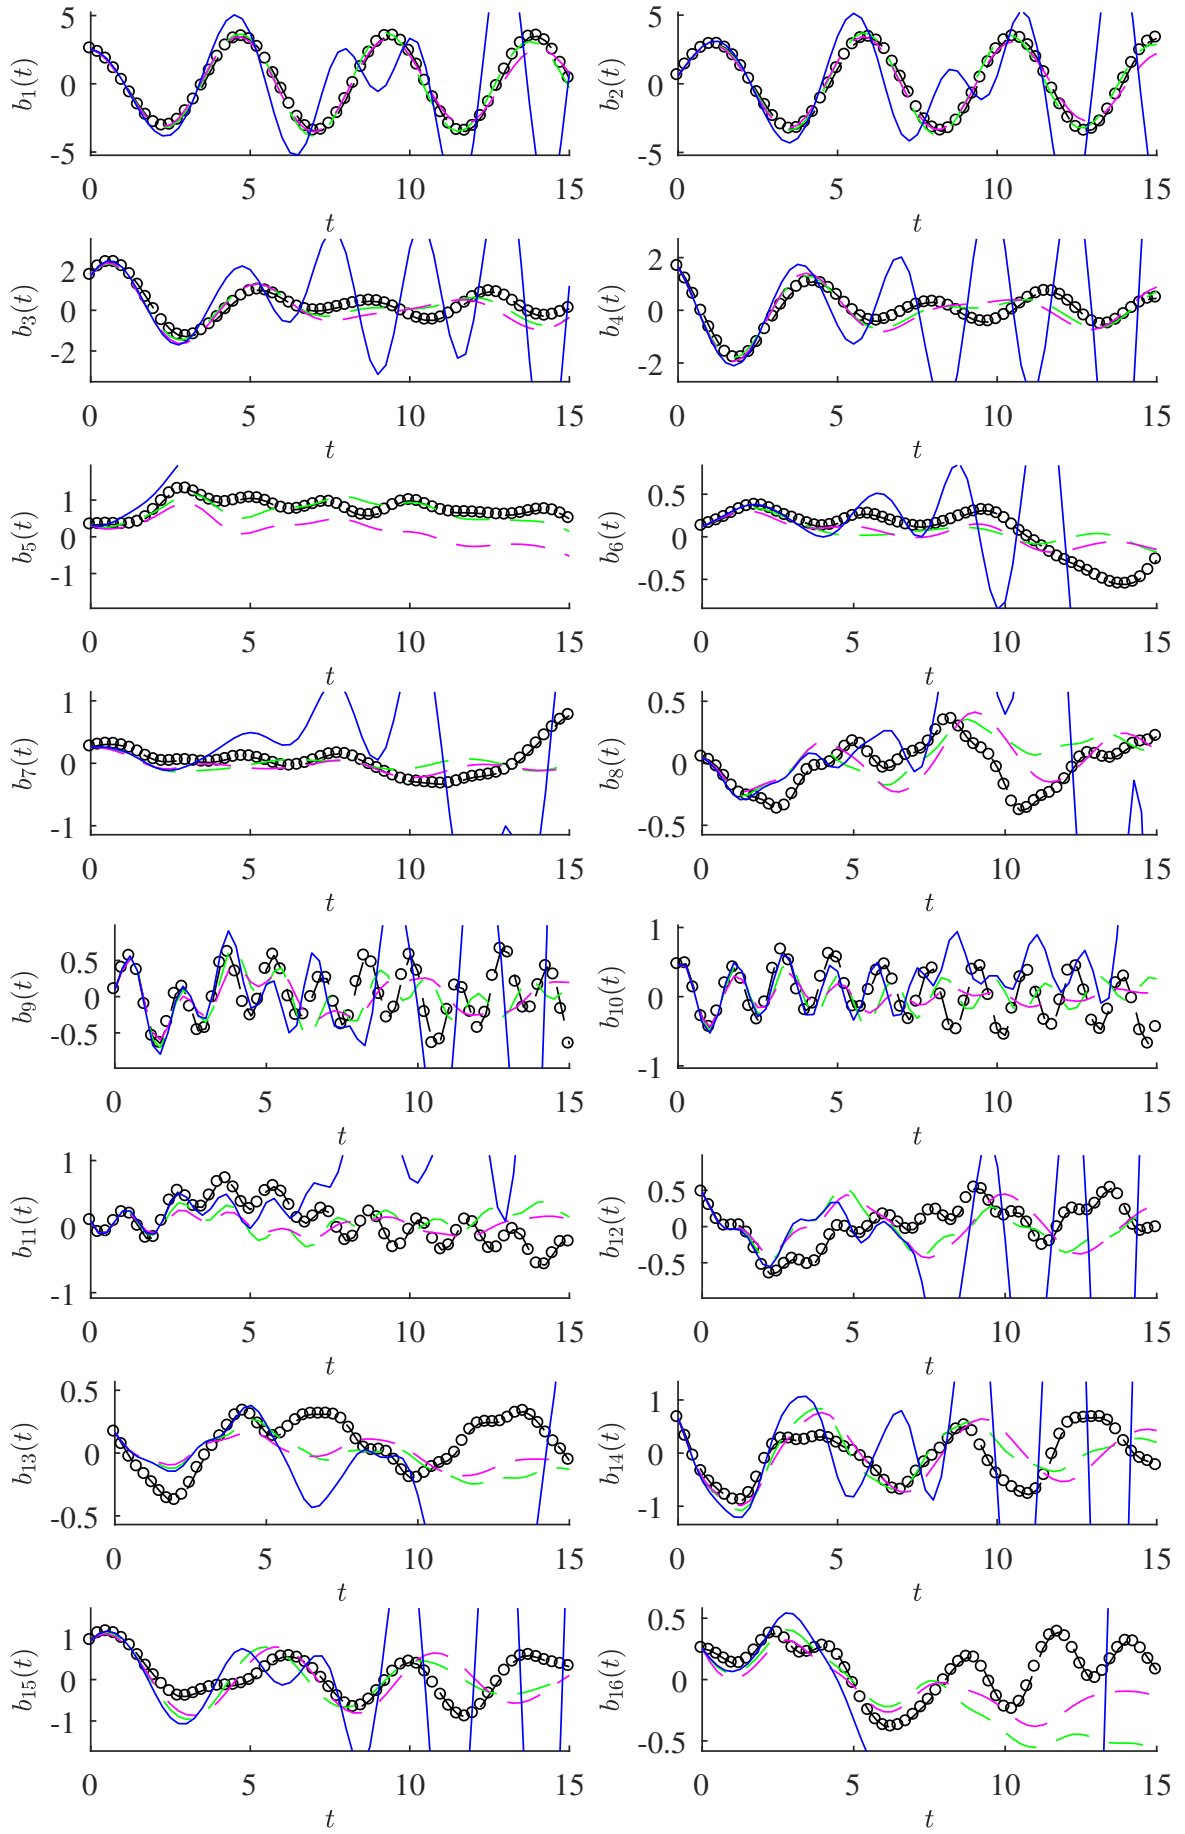 5 0 -5 b₁(t) 0 5 10 15 t
5 0 -5 b₂(t) 0 5 10 15 t
2 0 -2 b₃(t) 0 5 10 15 t
2 0 -2 b₄(t) 0 5 10 15 t
1 0 -1 b₅(t) 0 5 10 15 t
0.5 0 -0.5 b₆(t) 0 5 10 15 t
1 0 -1 b₇(t) 0 5 10 15 t
0.5 0 -0.5 b₈(t) 0 5 10 15 t
0.5 0 -0.5 b₉(t) 0 5 10 15 t
1 0 -1 b₁₀(t) 0 5 10 15 t
1 0 -1 b₁₁(t) 0 5 10 15 t
0.5 0 -0.5 b₁₂(t) 0 5 10 15 t
0.5 0 -0.5 b₁₃(t) 0 5 10 15 t
1 0 -1 b₁₄(t) 0 5 10 15 t
1 0 -1 b₁₅(t) 0 5 10 15 t
0.5 0 -0.5 b₁₆(t) 0 5 10 15 t